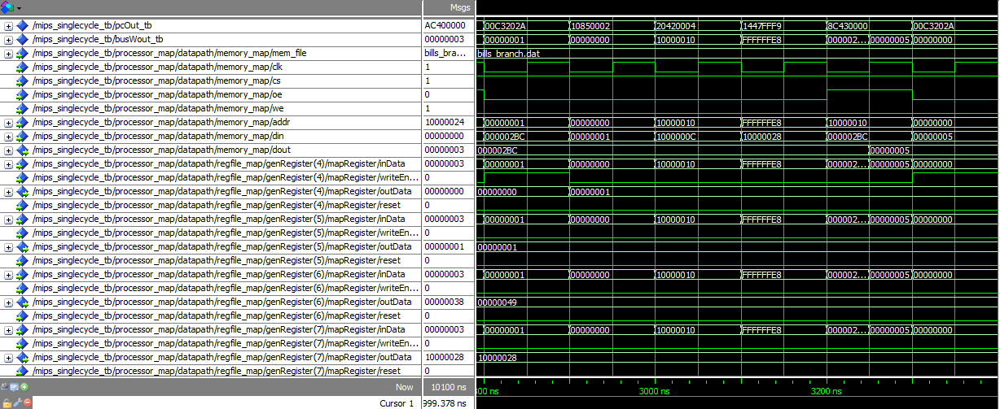 Msgs
/mips_singlecycle_tb/pcOut_tb AC400000 00C3202A 10850002 20420004 1447FFF9 8C430000 00C3202A
/mips_singlecycle_tb/busWout_tb 00000003 00000001 00000000 10000010 FFFFFFE8 000002... 00000005 00000000
/mips_singlecycle_tb/processor_map/datapath/memory_map/mem_file bills_bra... bills_branch.dat
/mips_singlecycle_tb/processor_map/datapath/memory_map/clk 1
/mips_singlecycle_tb/processor_map/datapath/memory_map/cs 1
/mips_singlecycle_tb/processor_map/datapath/memory_map/oe 0
/mips_singlecycle_tb/processor_map/datapath/memory_map/we 1
/mips_singlecycle_tb/processor_map/datapath/memory_map/addr 10000024 00000001 00000000 10000010 FFFFFFE8 10000010 00000000
/mips_singlecycle_tb/processor_map/datapath/memory_map/din 00000000 000002BC 00000001 1000000C 10000028 000002BC 00000005
/mips_singlecycle_tb/processor_map/datapath/memory_map/dout 00000003 000002BC 00000005
/mips_singlecycle_tb/processor_map/datapath/regfile_map/genRegister(4)/mapRegister/inData 00000003 00000001 00000000 10000010 FFFFFFE8 000002... 00000005 00000000
/mips_singlecycle_tb/processor_map/datapath/regfile_map/genRegister(4)/mapRegister/writeEn... 0
/mips_singlecycle_tb/processor_map/datapath/regfile_map/genRegister(4)/mapRegister/outData 00000000 00000000 00000001
/mips_singlecycle_tb/processor_map/datapath/regfile_map/genRegister(4)/mapRegister/reset 0
/mips_singlecycle_tb/processor_map/datapath/regfile_map/genRegister(5)/mapRegister/inData 00000003 00000001 00000000 10000010 FFFFFFE8 000002... 00000005 00000000
/mips_singlecycle_tb/processor_map/datapath/regfile_map/genRegister(5)/mapRegister/writeEn... 0
/mips_singlecycle_tb/processor_map/datapath/regfile_map/genRegister(5)/mapRegister/outData 00000001 00000001
/mips_singlecycle_tb/processor_map/datapath/regfile_map/genRegister(5)/mapRegister/reset 0
/mips_singlecycle_tb/processor_map/datapath/regfile_map/genRegister(6)/mapRegister/inData 00000003 00000001 00000000 10000010 FFFFFFE8 000002... 00000005 00000000
/mips_singlecycle_tb/processor_map/datapath/regfile_map/genRegister(6)/mapRegister/writeEn... 0
/mips_singlecycle_tb/processor_map/datapath/regfile_map/genRegister(6)/mapRegister/outData 00000038 00000049
/mips_singlecycle_tb/processor_map/datapath/regfile_map/genRegister(6)/mapRegister/reset 0
/mips_singlecycle_tb/processor_map/datapath/regfile_map/genRegister(7)/mapRegister/inData 00000003 00000001 00000000 10000010 FFFFFFE8 000002... 00000005 00000000
/mips_singlecycle_tb/processor_map/datapath/regfile_map/genRegister(7)/mapRegister/writeEn... 0
/mips_singlecycle_tb/processor_map/datapath/regfile_map/genRegister(7)/mapRegister/outData 10000028 10000028
/mips_singlecycle_tb/processor_map/datapath/regfile_map/genRegister(7)/mapRegister/reset 0
Now 10100 ns 00 ns 3000 ns 3200 ns
Cursor 1 999.378 ns